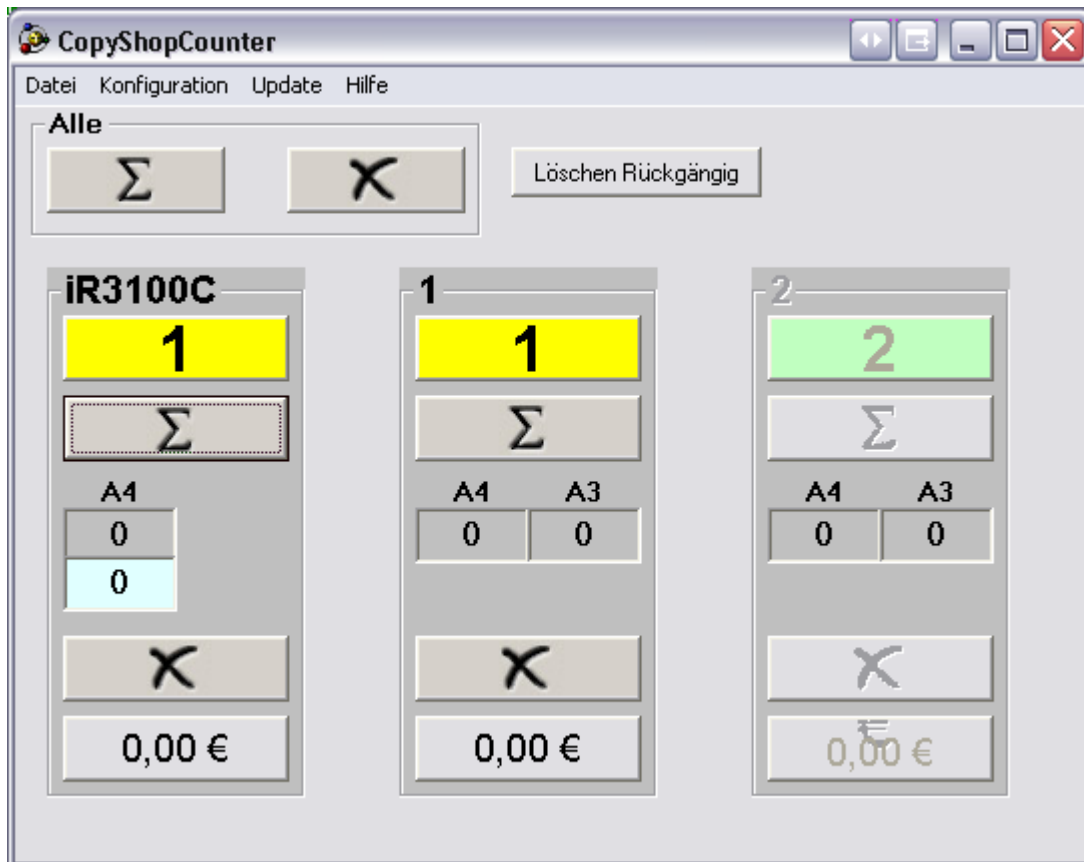 CopyShopCounter
Datei Konfiguration Update Hilfe
Alle
Σ
Löschen Rückgängig
iR3100C 1 2
1 1 2
Σ Σ Σ
A4 A4 A3 A4 A3
0 0 0 0 0
0
0,00 € 0,00 € 0,00 €